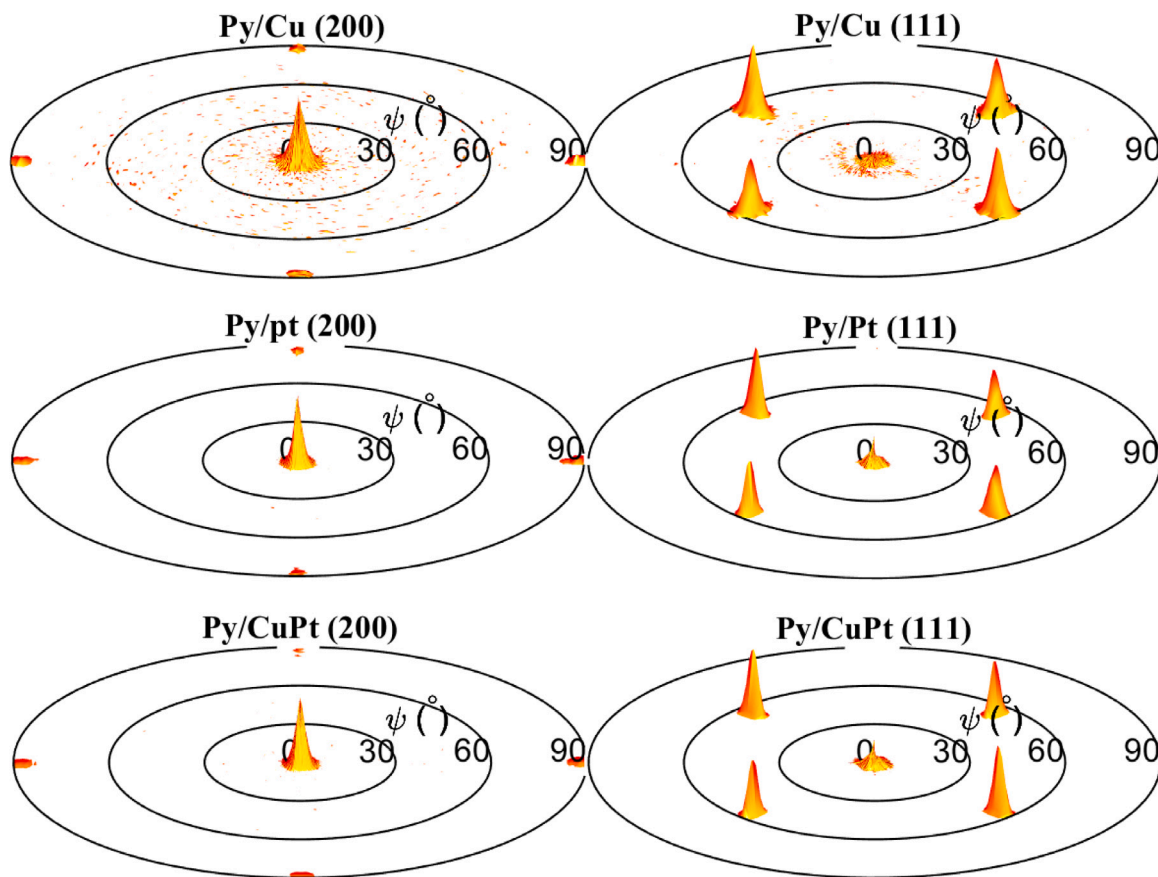 Py/Cu (200)
Py/Cu (111)
ψ (°)
0 30 60 90
ψ (°)
0 30 60 90
Py/pt (200)
Py/Pt (111)
ψ (°)
0 30 60 90
ψ (°)
0 30 60 90
Py/CuPt (200)
Py/CuPt (111)
ψ (°)
0 30 60 90
ψ (°)
0 30 60 90